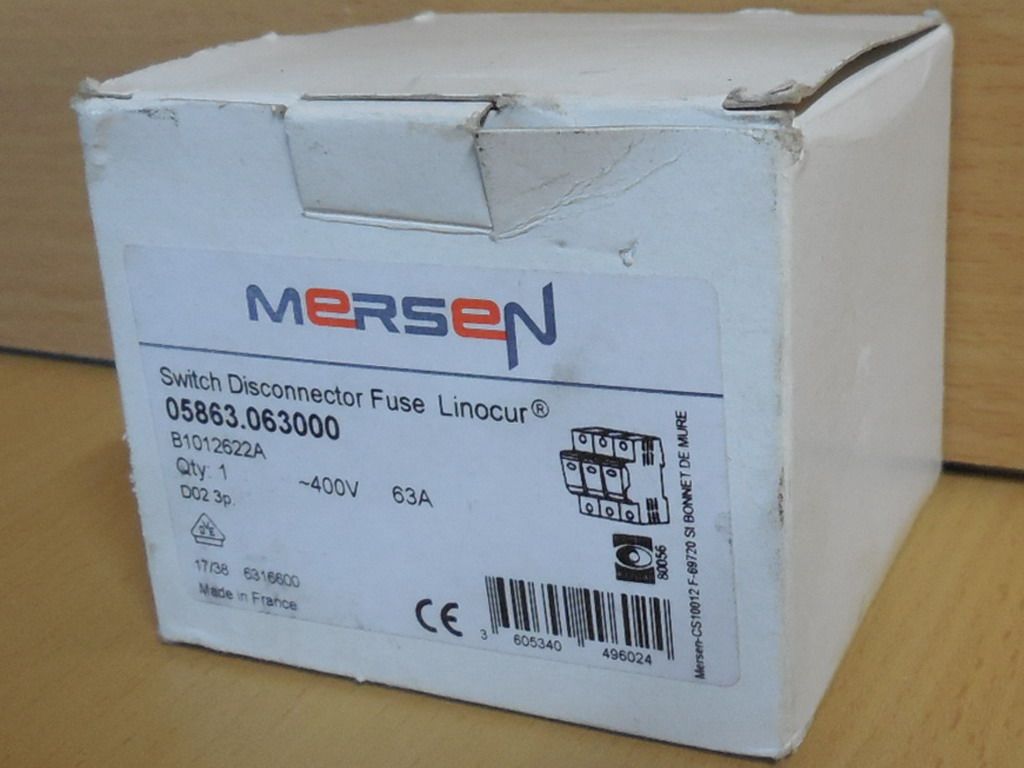 MERSEN
Switch Disconnector Fuse Linocur®
05863.063000
B1012622A
Qty: 1
~400V 63A
D02 3p.
17/38 6316600
Made in France
CE
3 605340 496024
80056
Mersen-CS10012 F-69720 St BONNET DE MURE